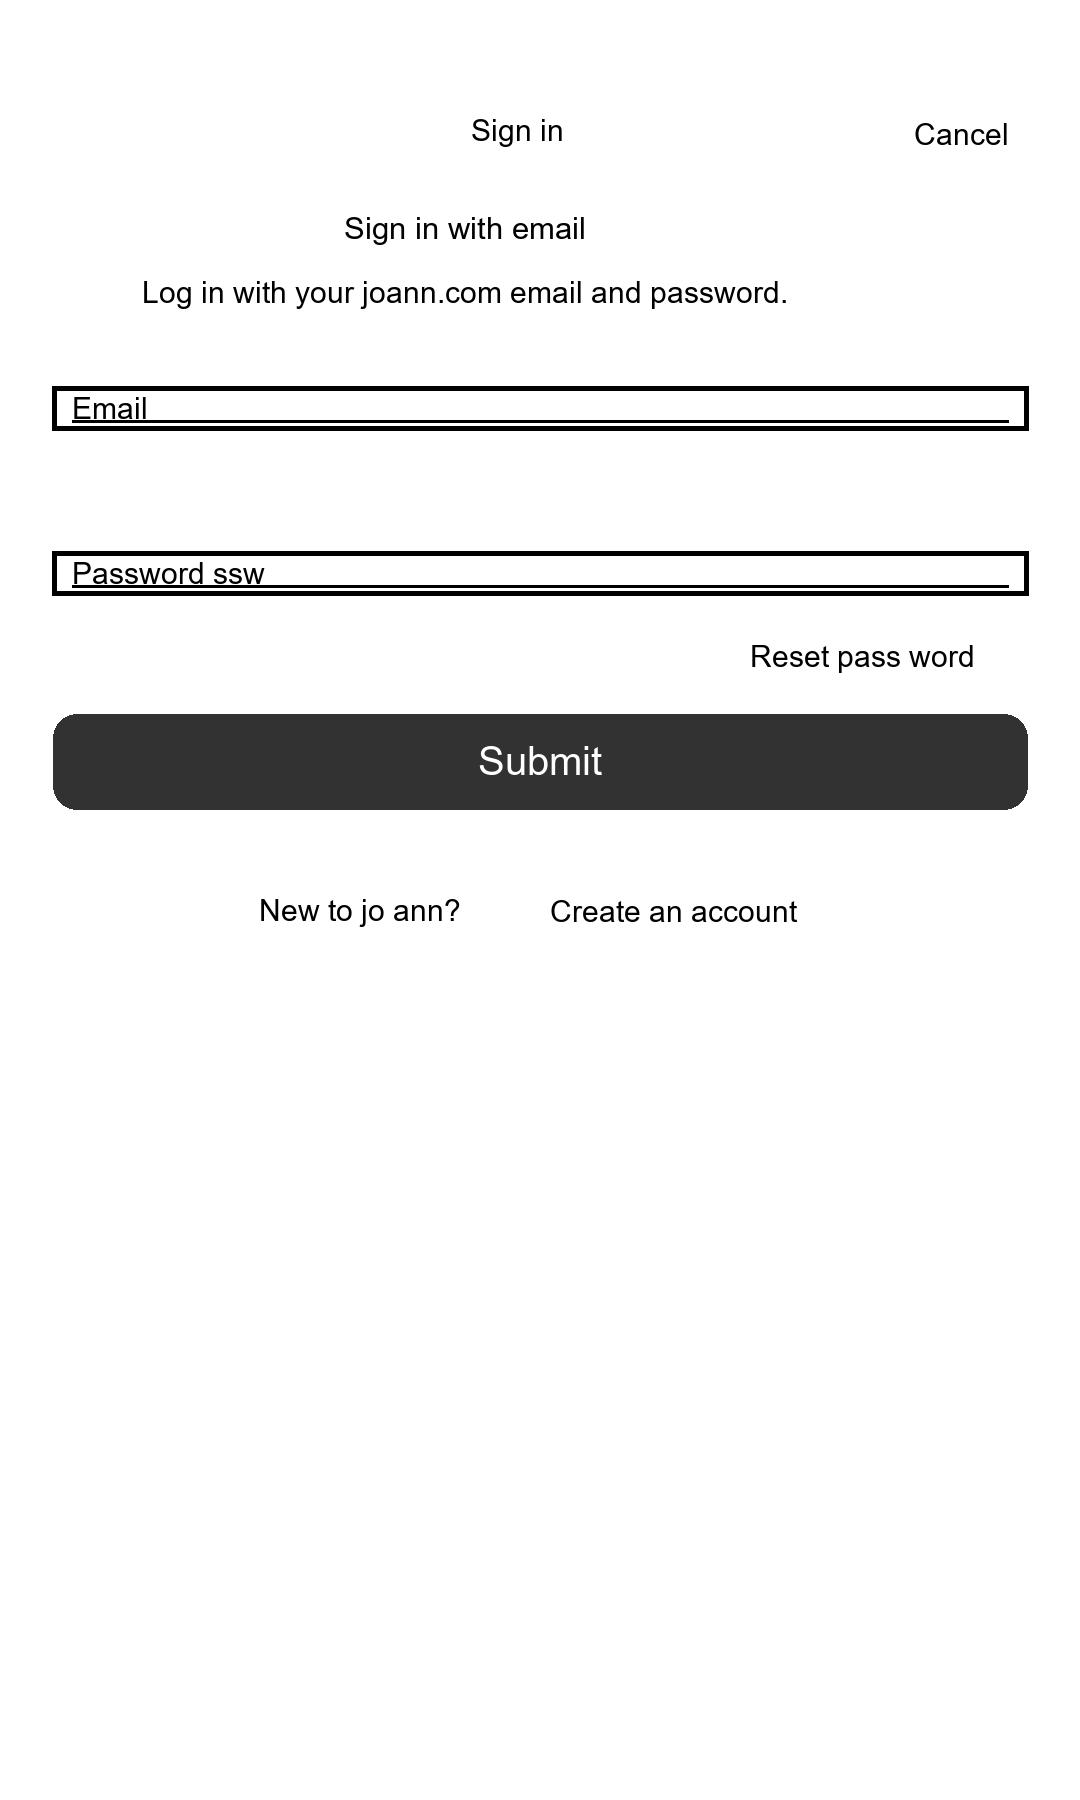 Sign in
Cancel
Sign in with email
Log in with your joann.com email and password.
Email
Password ssw
Reset pass word
Submit
New to jo ann?
Create an account